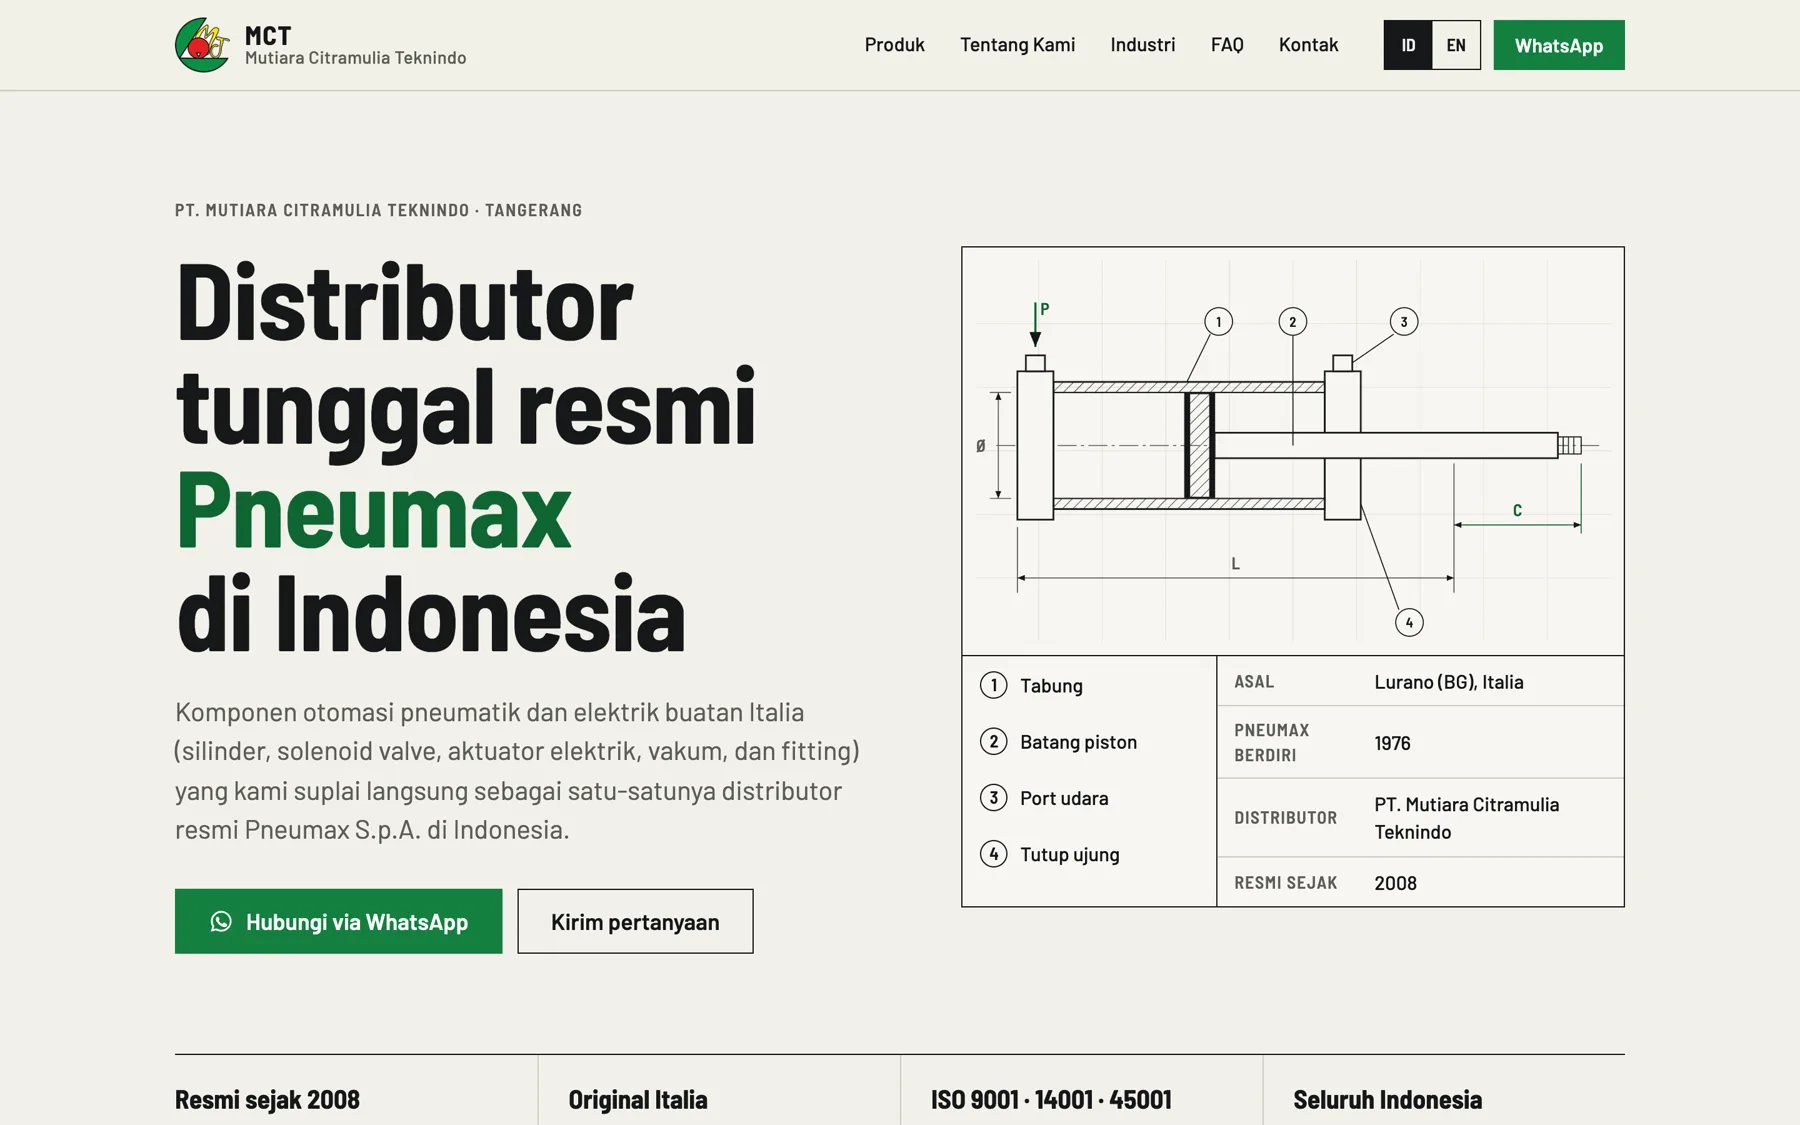 MCT
Mutiara Citramulia Teknindo
Produk
Tentang Kami
Industri
FAQ
Kontak
ID
EN
WhatsApp
PT. MUTIARA CITRAMULIA TEKNINDO · TANGERANG
Distributor
tunggal resmi
Pneumax
di Indonesia
Komponen otomasi pneumatik dan elektrik buatan Italia
(silinder, solenoid valve, aktuator elektrik, vakum, dan fitting)
yang kami suplai langsung sebagai satu-satunya distributor
resmi Pneumax S.p.A. di Indonesia.
Hubungi via WhatsApp
Kirim pertanyaan
P
1
2
3
Ø
C
L
4
1 Tabung
2 Batang piston
3 Port udara
4 Tutup ujung
ASAL
Lurano (BG), Italia
PNEUMAX
BERDIRI
1976
DISTRIBUTOR
PT. Mutiara Citramulia
Teknindo
RESMI SEJAK
2008
Resmi sejak 2008
Original Italia
ISO 9001 · 14001 · 45001
Seluruh Indonesia